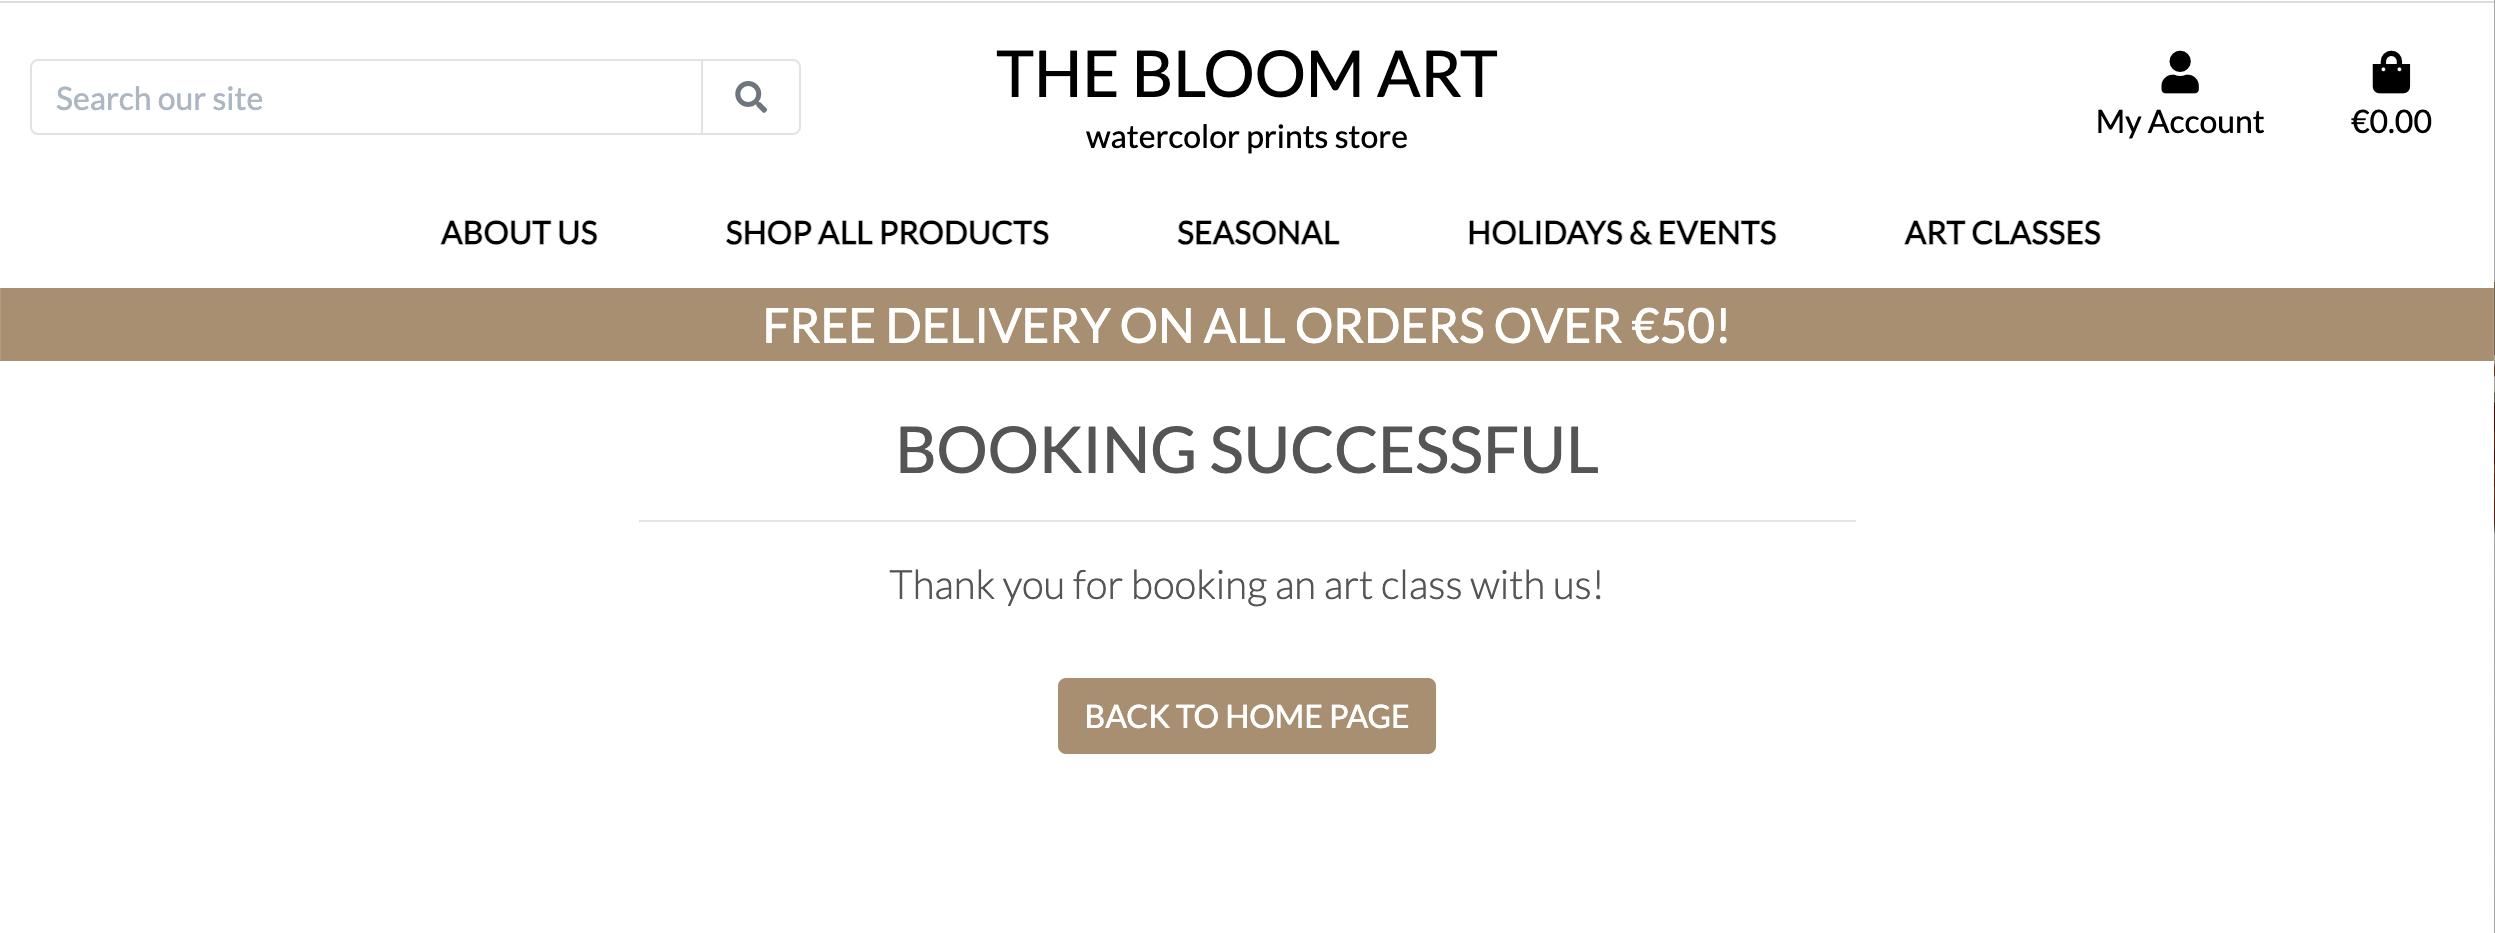 Search our site
THE BLOOM ART
watercolor prints store
My Account
€0.00
ABOUT US
SHOP ALL PRODUCTS
SEASONAL
HOLIDAYS & EVENTS
ART CLASSES
FREE DELIVERY ON ALL ORDERS OVER €50!
BOOKING SUCCESSFUL
Thank you for booking an art class with us!
BACK TO HOME PAGE